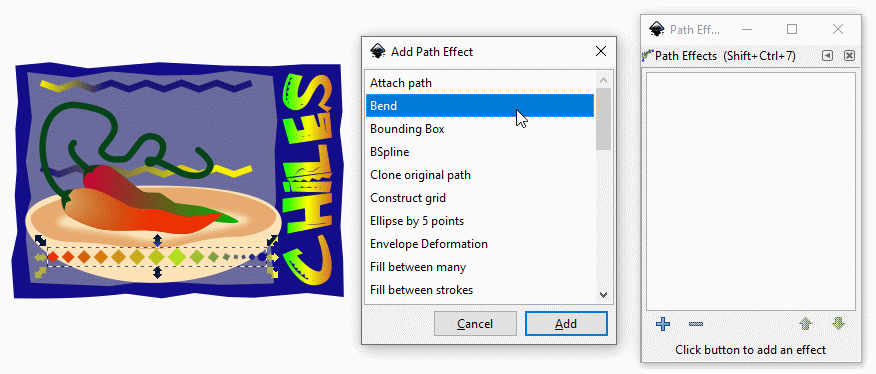 CHILIES
Add Path Effect
Attach path
Bend
Bounding Box
BSpline
Clone original path
Construct grid
Ellipse by 5 points
Envelope Deformation
Fill between many
Fill between strokes
Cancel
Add
Path Eff...
Path Effects (Shift+Ctrl+7)
Click button to add an effect